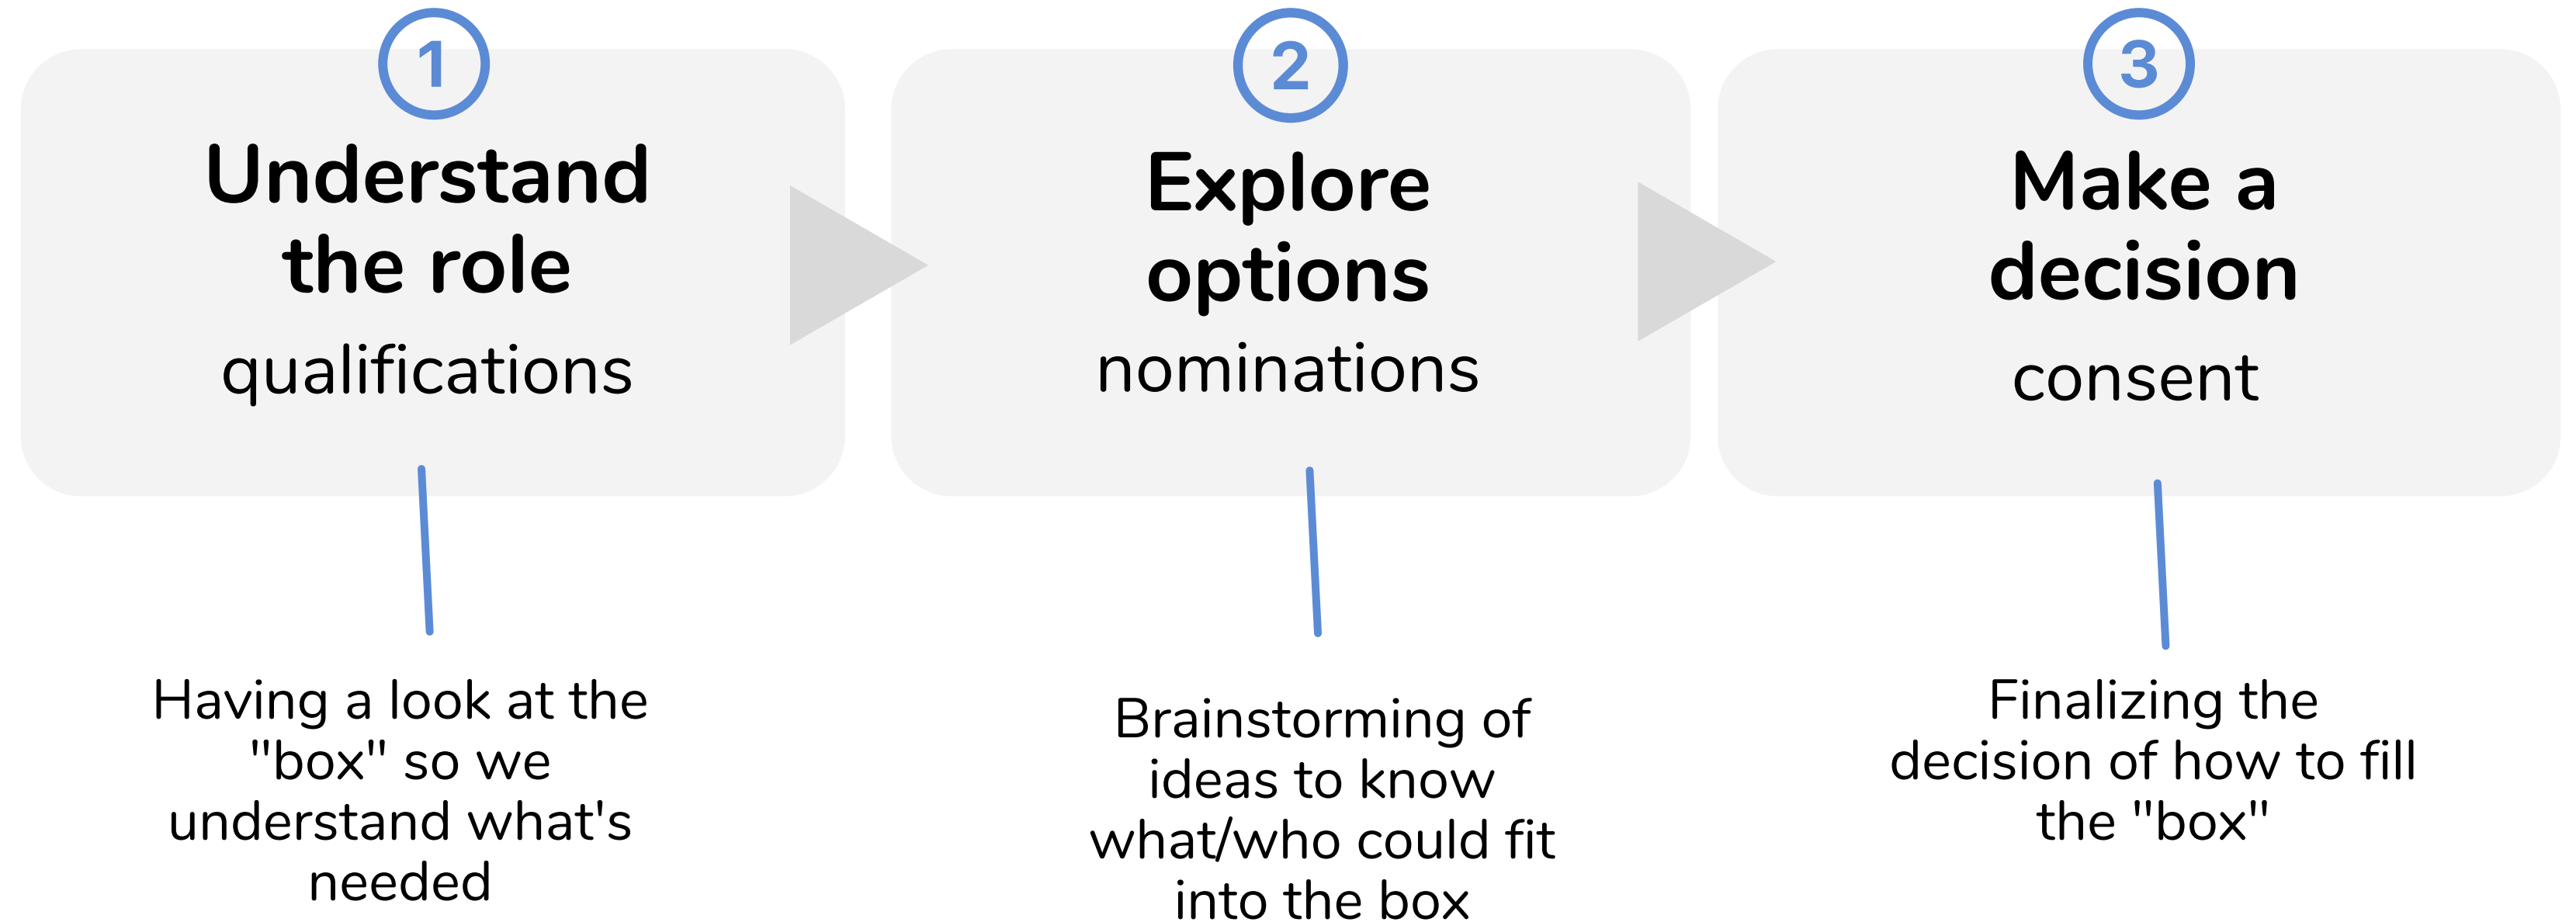 1
Understand
the role
qualifications
Having a look at the
"box" so we
understand what's
needed
2
Explore
options
nominations
Brainstorming of
ideas to know
what/who could fit
into the box
3
Make a
decision
consent
Finalizing the
decision of how to fill
the "box"